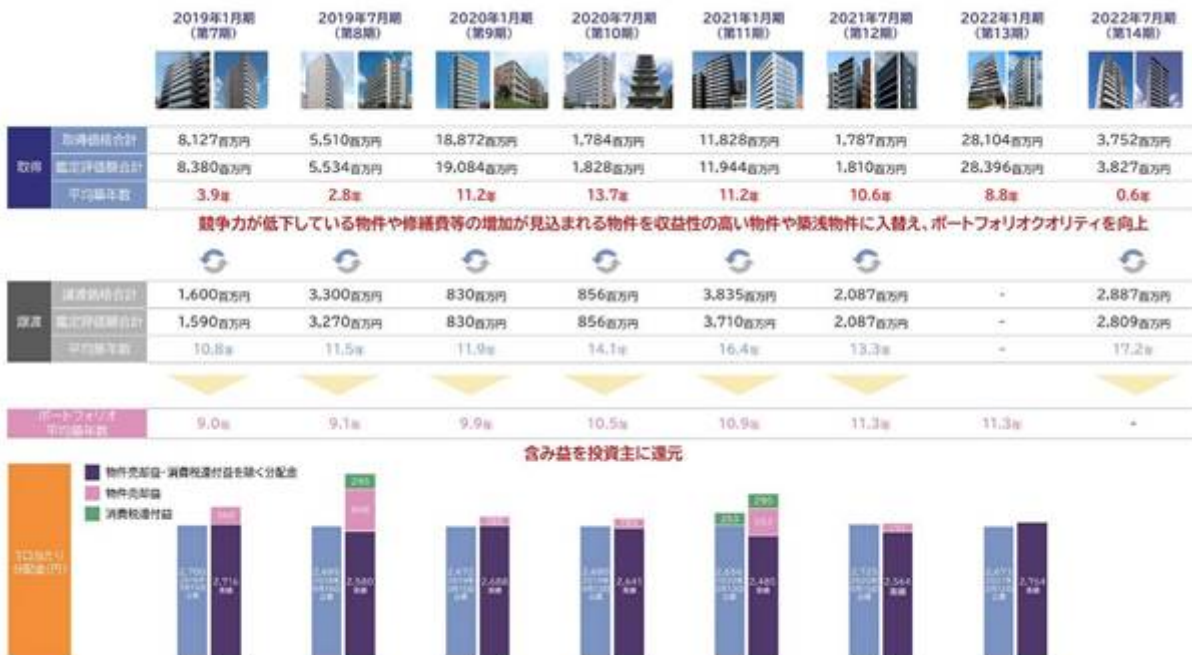 2019年1月期 2019年7月期 2020年1月期 2020年7月期 2021年1月期 2021年7月期 2022年1月期 2022年7月期
(第7期) (第8期) (第9期) (第10期) (第11期) (第12期) (第13期) (第14期)
取得 取得価格合計 8,127百万円 5,510百万円 18,872百万円 1,784百万円 11,828百万円 1,787百万円 28,104百万円 3,752百万円
鑑定評価額合計 8,380百万円 5,534百万円 19,084百万円 1,828百万円 11,944百万円 1,810百万円 28,396百万円 3,827百万円
平均築年数 3.9年 2.8年 11.2年 13.7年 11.2年 10.6年 8.8年 0.6年
競争力が低下している物件や修繕費等の増加が見込まれる物件を収益性の高い物件や築浅物件に入替え、ポートフォリオクオリティを向上
譲渡 譲渡価格合計 1,600百万円 3,300百万円 830百万円 856百万円 3,835百万円 2,087百万円 - 2,887百万円
鑑定評価額合計 1,590百万円 3,270百万円 830百万円 856百万円 3,710百万円 2,087百万円 - 2,809百万円
平均築年数 10.8年 11.5年 11.9年 14.1年 16.4年 13.3年 - 17.2年
ポートフォリオ
平均築年数 9.0年 9.1年 9.9年 10.5年 10.9年 11.3年 11.3年 -
含み益を投資主に還元
物件売却益・消費税還付益を除く分配金
物件売却益
消費税還付益
1口当たり
分配金(円)
295 253 290
2,700 2,716 2,580 2,688 2,641 2,485 2,564 2,764
実績 実績 実績 実績 実績 実績 実績